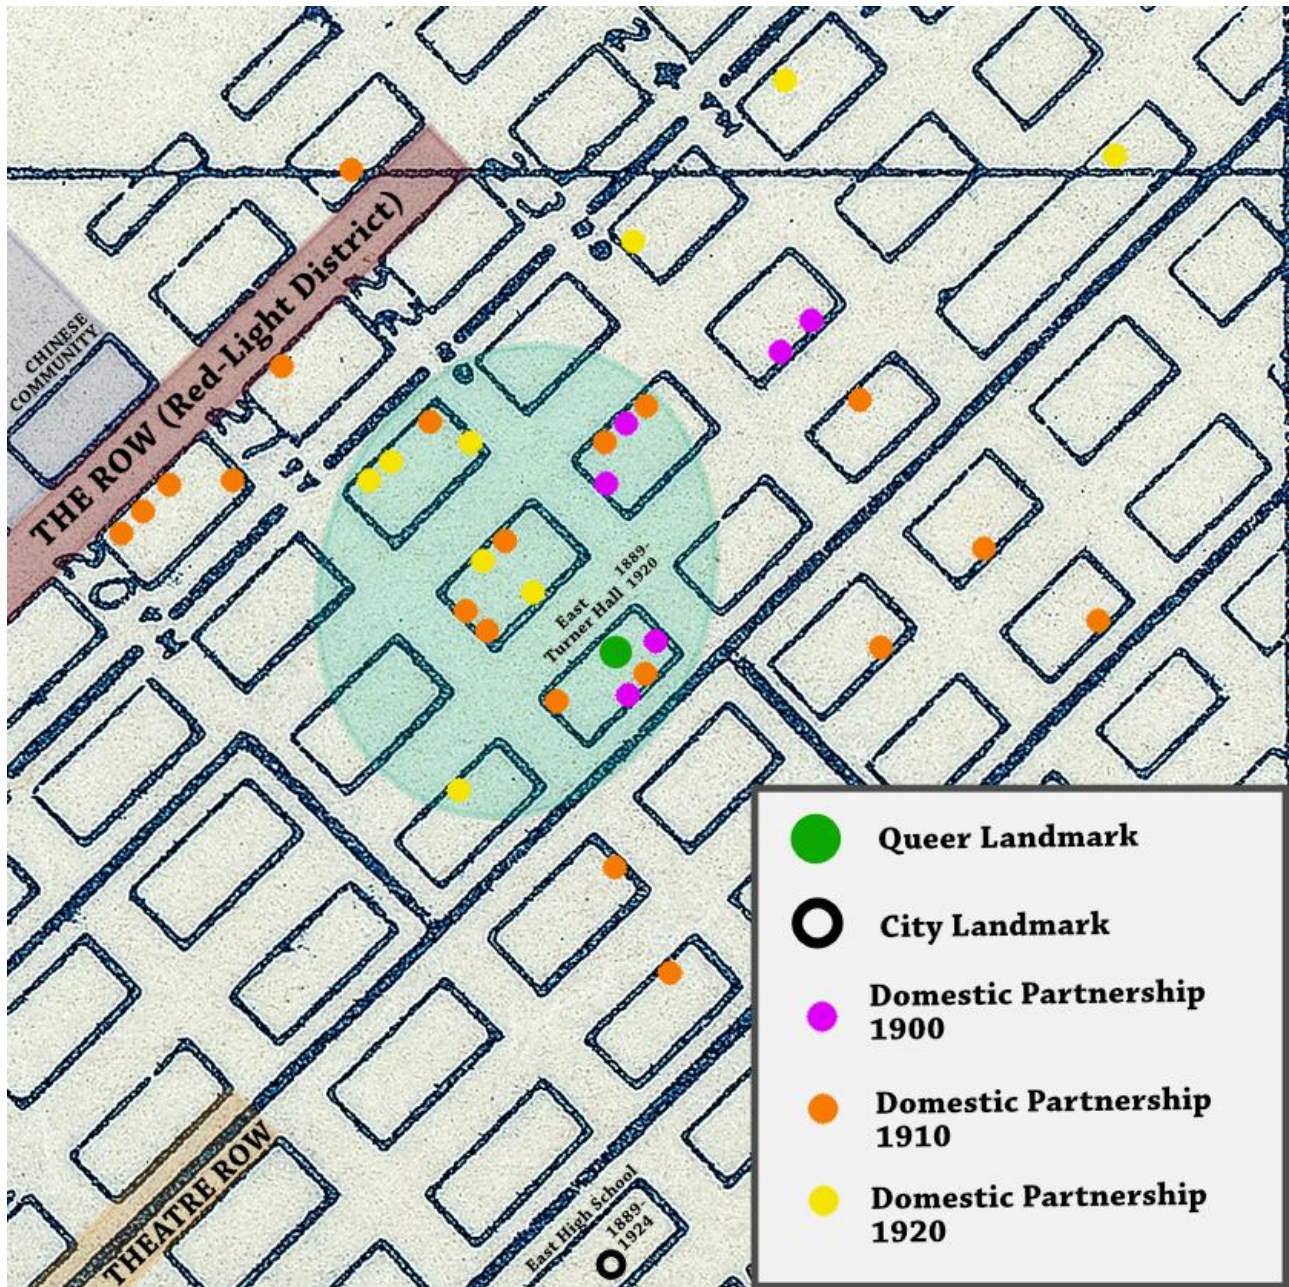 THE ROW (Red-Light District)
CHINESE
COMMUNITY
East
Turner Hall
1889-
1920
East High School
1889-
1924
THEATRE ROW
Queer Landmark
City Landmark
Domestic Partnership
1900
Domestic Partnership
1910
Domestic Partnership
1920